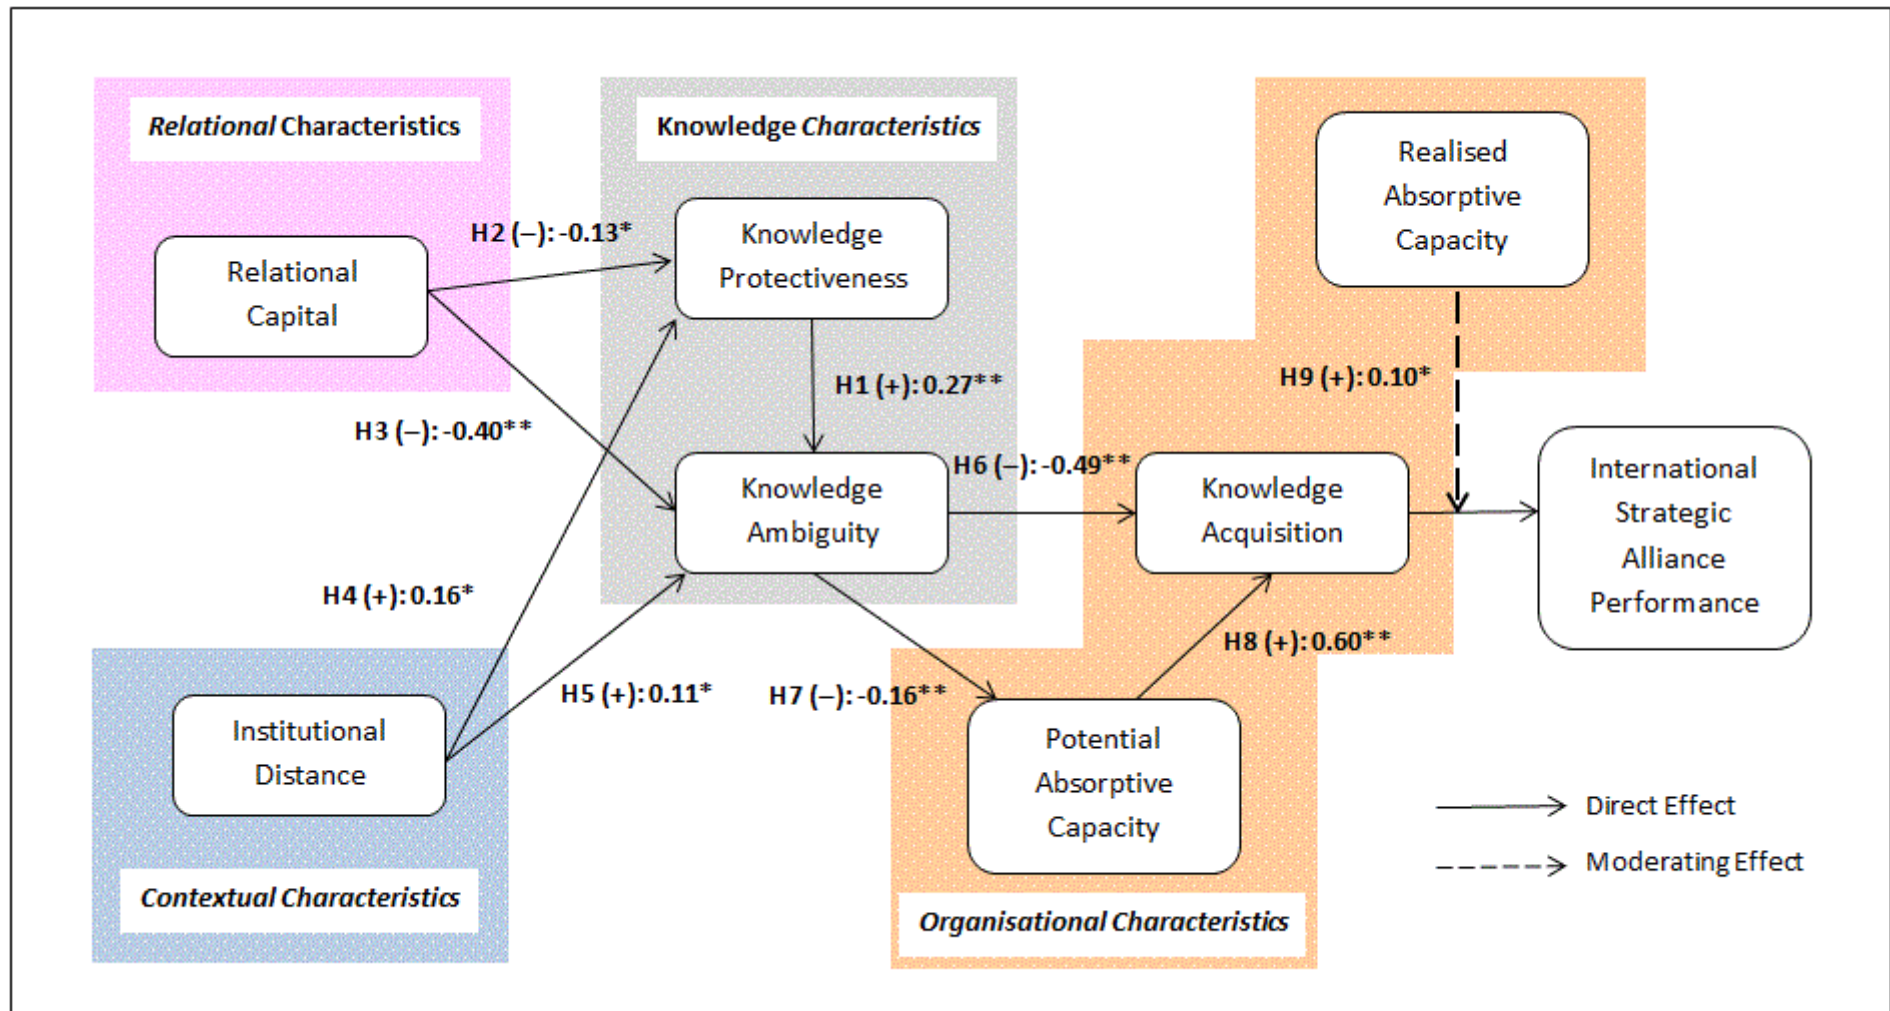 Relational Characteristics
Knowledge Characteristics
Realised
Absorptive
Capacity
H2 (–): -0.13*
Knowledge
Protectiveness
Relational
Capital
H1 (+): 0.27**
H9 (+): 0.10*
H3 (–): -0.40**
H6 (–): -0.49**
Knowledge
Ambiguity
Knowledge
Acquisition
International
Strategic
Alliance
Performance
H4 (+): 0.16*
H8 (+): 0.60**
H5 (+): 0.11*
H7 (–): -0.16**
Institutional
Distance
Potential
Absorptive
Capacity
Direct Effect
Moderating Effect
Contextual Characteristics
Organisational Characteristics